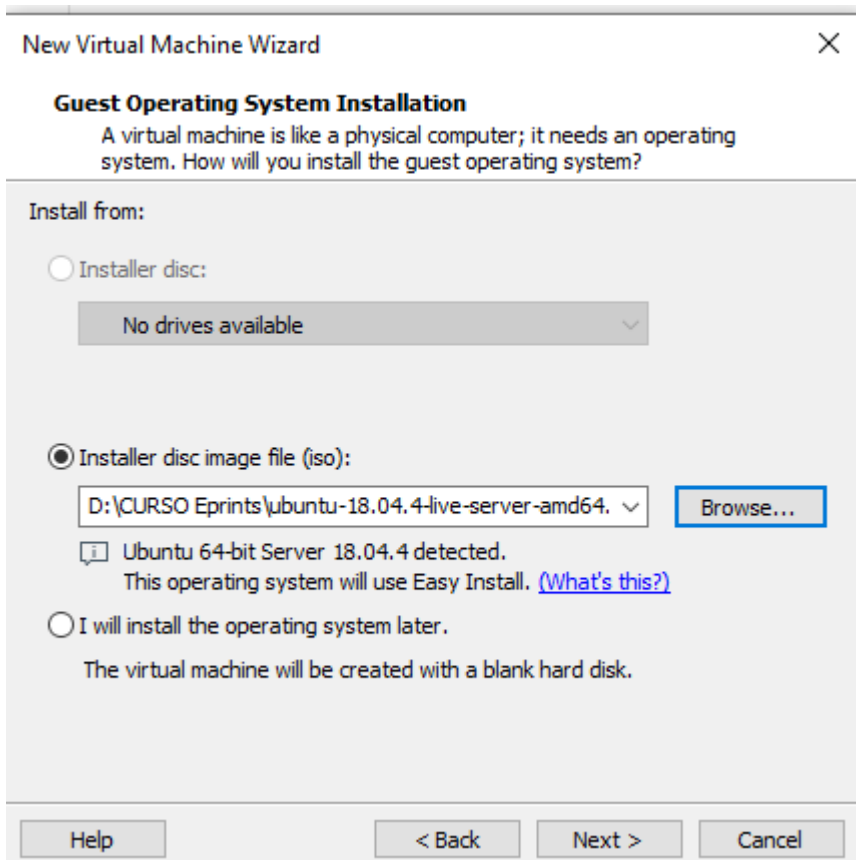 New Virtual Machine Wizard
Guest Operating System Installation
A virtual machine is like a physical computer; it needs an operating
system. How will you install the guest operating system?
Install from:
Installer disc:
No drives available
Installer disc image file (iso):
D:\CURSO Eprints\ubuntu-18.04.4-live-server-amd64.
Browse...
Ubuntu 64-bit Server 18.04.4 detected.
This operating system will use Easy Install. (What's this?)
I will install the operating system later.
The virtual machine will be created with a blank hard disk.
Help
< Back
Next >
Cancel